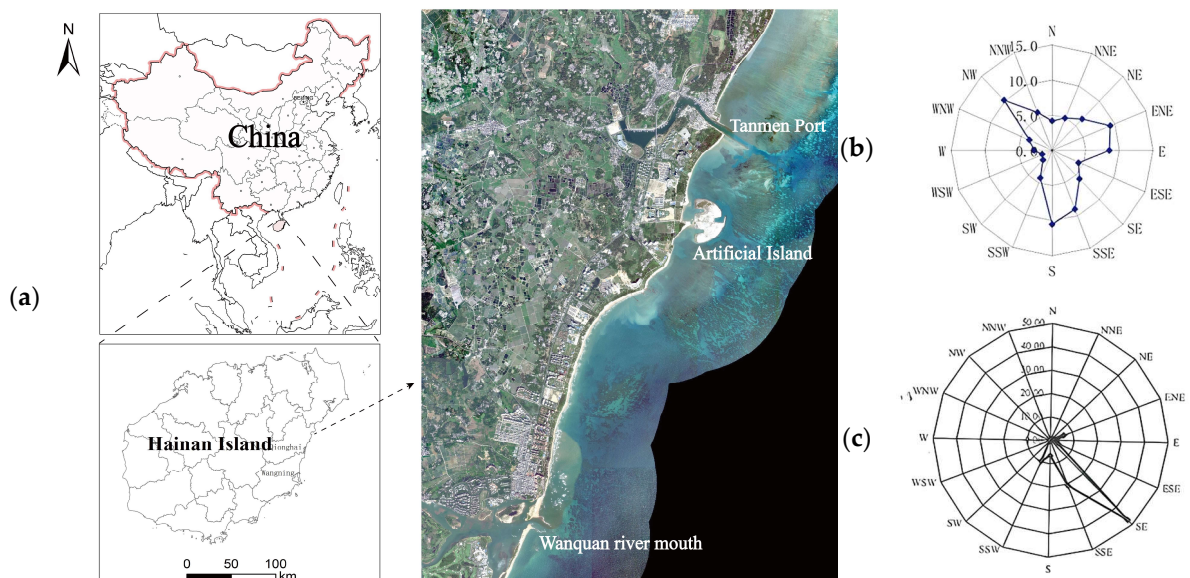 (a)
N
China
Hainan Island
Wangning
0 50 100
km
Tanmen Port
Artificial Island
Wanquan river mouth
(b)
N
NNE
NE
ENE
E
ESE
SE
SSE
S
SSW
SW
WSW
W
WNW
NW
NNW
15.0
10.0
5.0
0.0
(c)
N
NNE
NE
ENE
E
ESE
SE
SSE
S
SSW
SW
WSW
W
WNW
NW
NNW
50.00
40.00
30.00
20.00
10.00